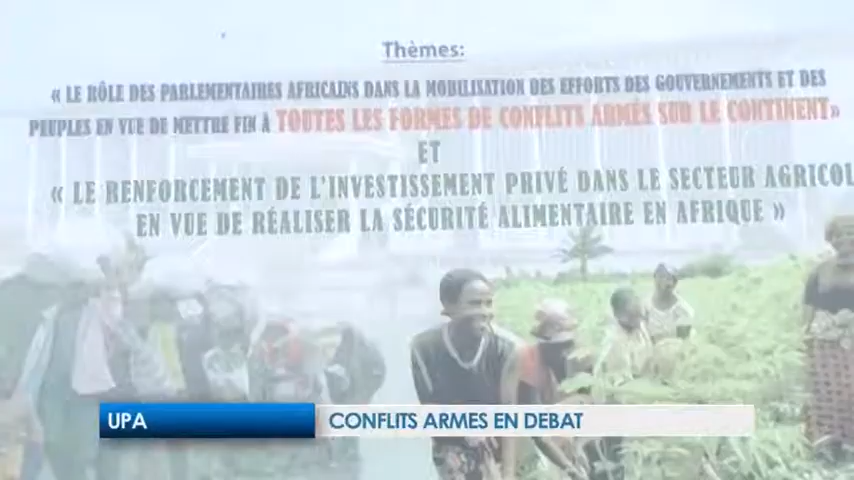 Thèmes:
« LE RÔLE DES PARLEMENTAIRES AFRICAINS DANS LA MOBILISATION DES EFFORTS DES GOUVERNEMENTS ET DES
PEUPLES EN VUE DE METTRE FIN À TOUTES LES FORMES DE CONFLITS ARMÉS SUR LE CONTINENT»
ET
« LE RENFORCEMENT DE L'INVESTISSEMENT PRIVÉ DANS LE SECTEUR AGRICOL
EN VUE DE RÉALISER LA SÉCURITÉ ALIMENTAIRE EN AFRIQUE »
UPA
CONFLITS ARMES EN DEBAT